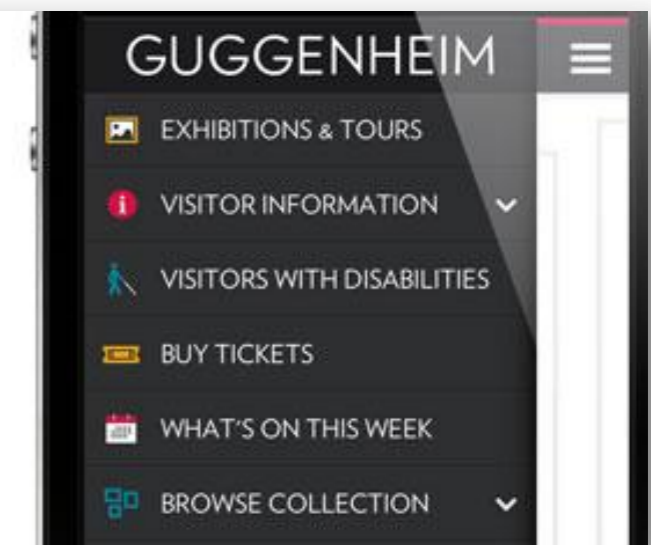 GUGGENHEIM
EXHIBITIONS & TOURS
VISITOR INFORMATION
VISITORS WITH DISABILITIES
BUY TICKETS
WHAT'S ON THIS WEEK
BROWSE COLLECTION